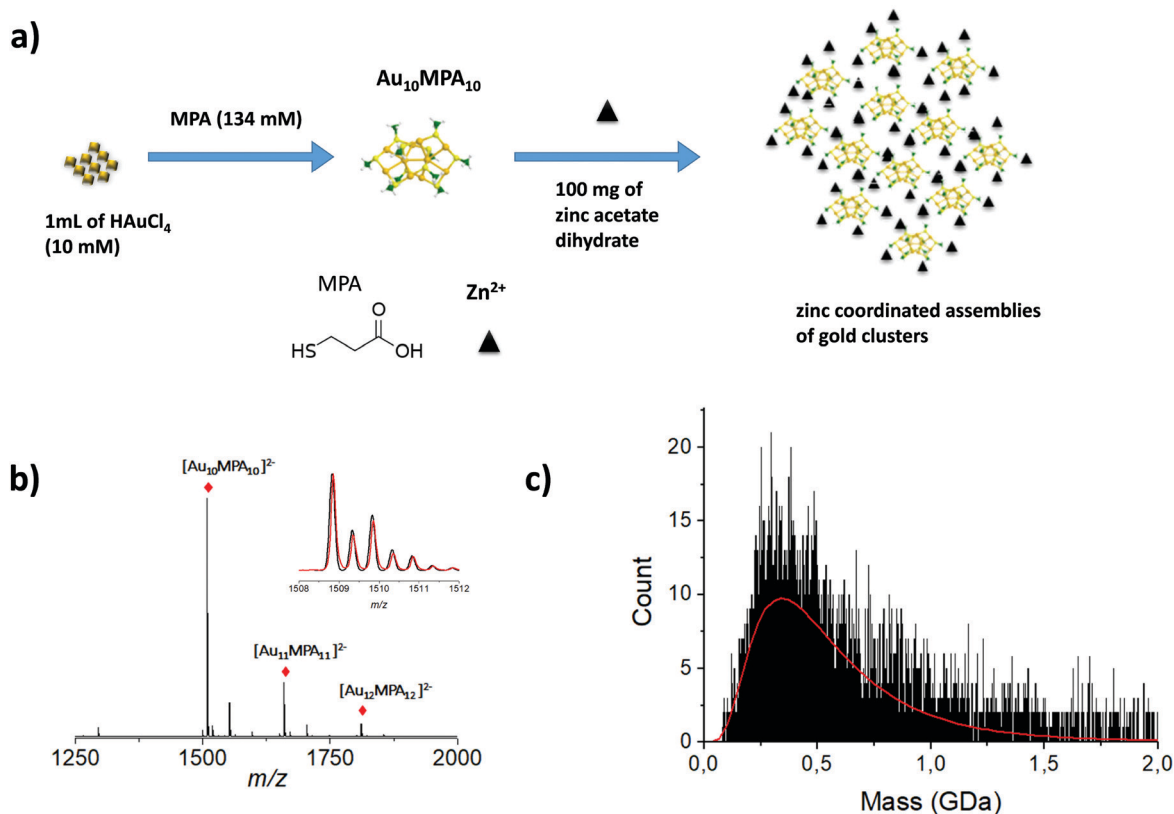 a)
Au₁₀MPA₁₀
MPA (134 mM)
1mL of HAuCl₄
(10 mM)
100 mg of
zinc acetate
dihydrate
MPA
Zn²⁺
HS
O
OH
zinc coordinated assemblies
of gold clusters
b)
[Au₁₀MPA₁₀]²⁻
[Au₁₁MPA₁₁]²⁻
[Au₁₂MPA₁₂]²⁻
1508 1509 1510 1511 1512
m/z
1250 1500 1750 2000
m/z
c)
Count
20
15
10
5
0
0,0 0,5 1,0 1,5 2,0
Mass (GDa)